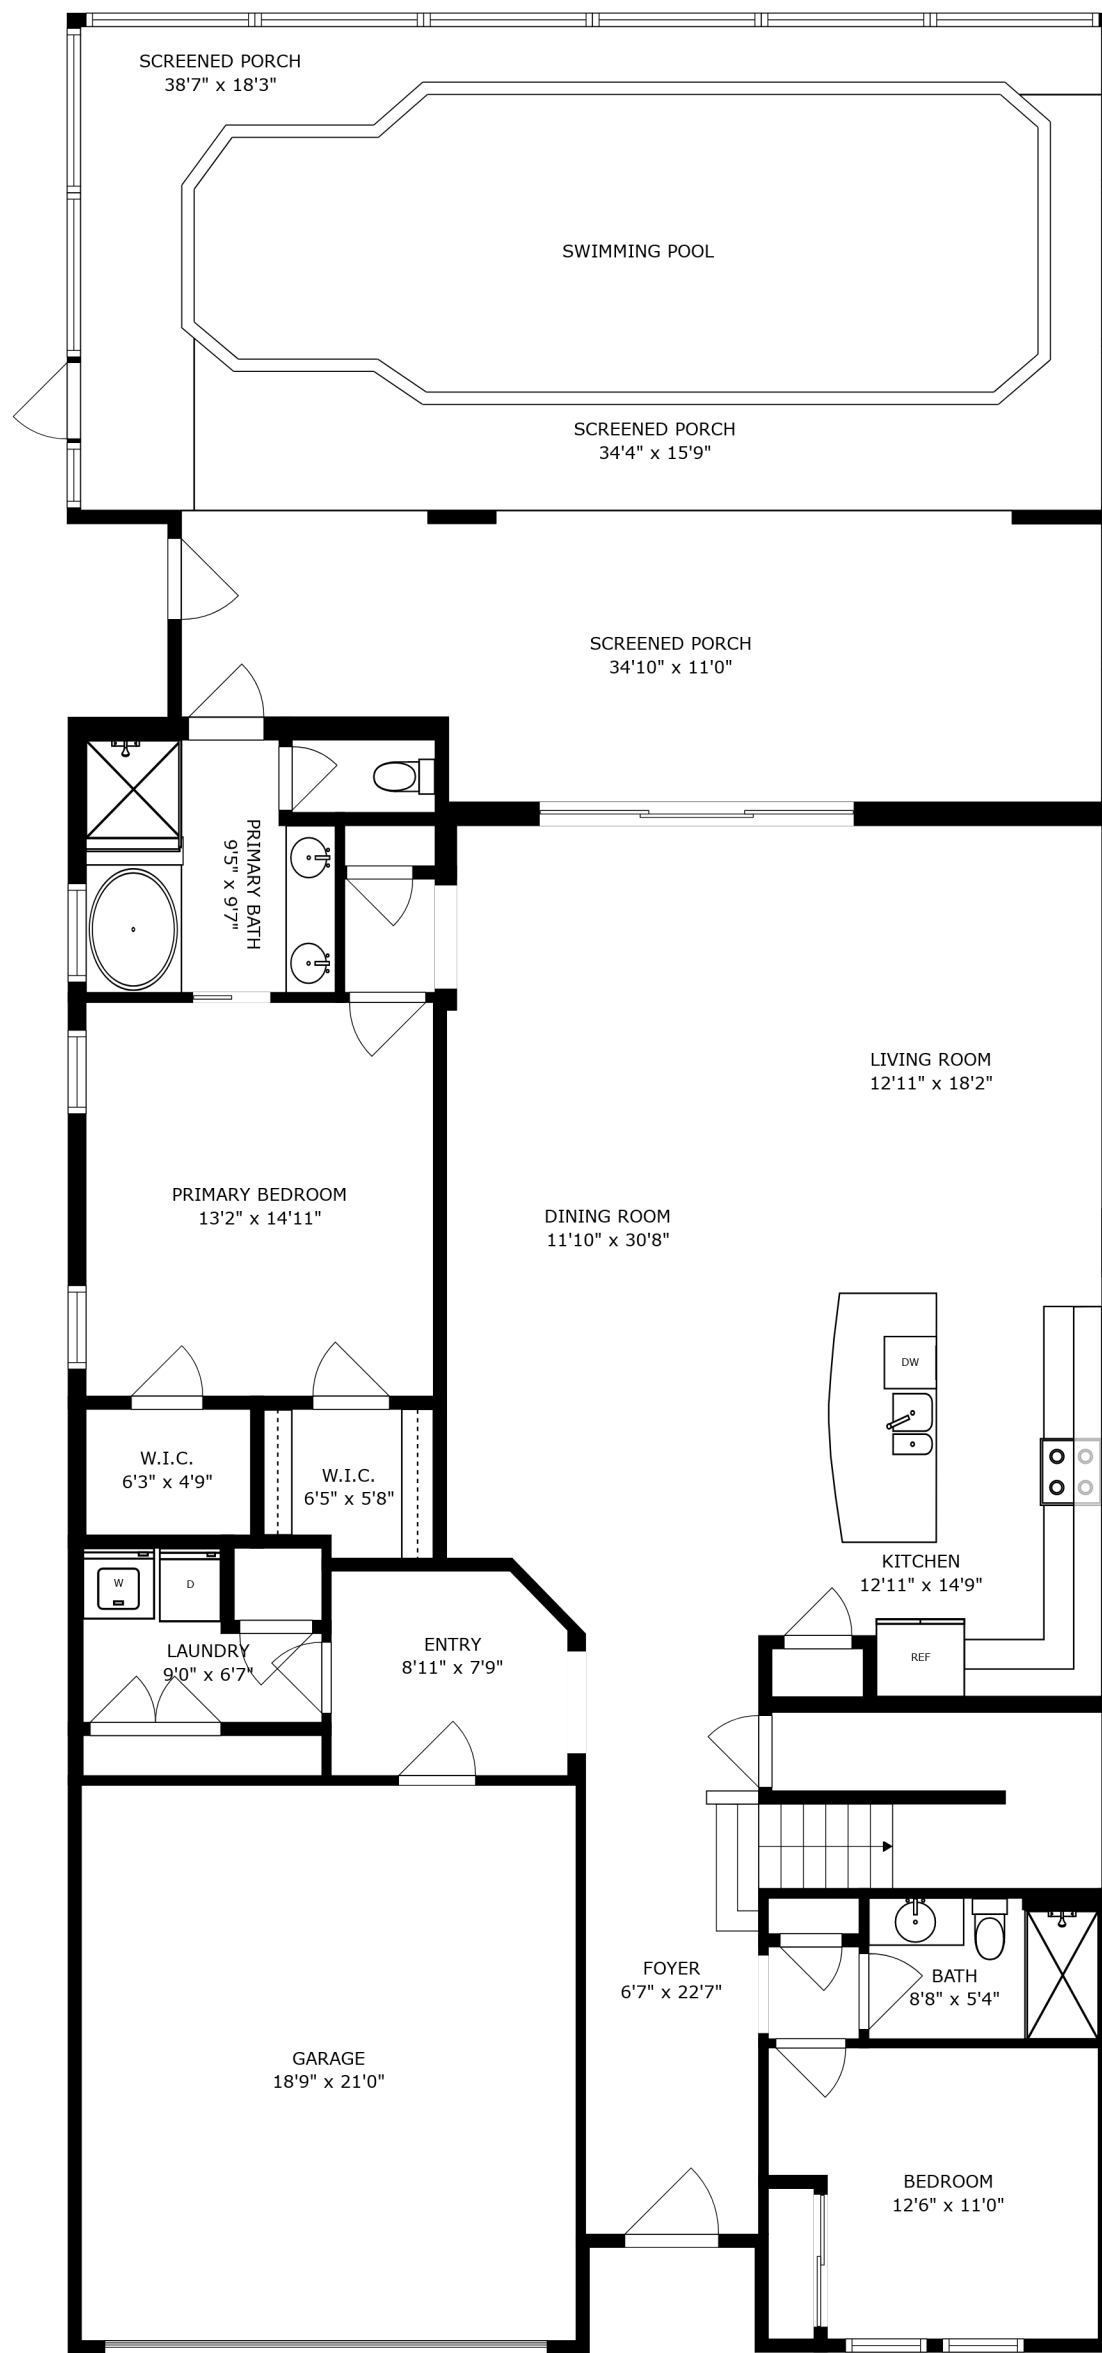 SCREENED PORCH
38'7" x 18'3"
SWIMMING POOL
SCREENED PORCH
34'4" x 15'9"
SCREENED PORCH
34'10" x 11'0"
PRIMARY BATH
9'5" x 9'7"
LIVING ROOM
12'11" x 18'2"
PRIMARY BEDROOM
13'2" x 14'11"
DINING ROOM
11'10" x 30'8"
DW
W.I.C.
6'3" x 4'9"
W.I.C.
6'5" x 5'8"
KITCHEN
12'11" x 14'9"
W
D
LAUNDRY
9'0" x 6'7"
ENTRY
8'11" x 7'9"
REF
FOYER
6'7" x 22'7"
BATH
8'8" x 5'4"
GARAGE
18'9" x 21'0"
BEDROOM
12'6" x 11'0"